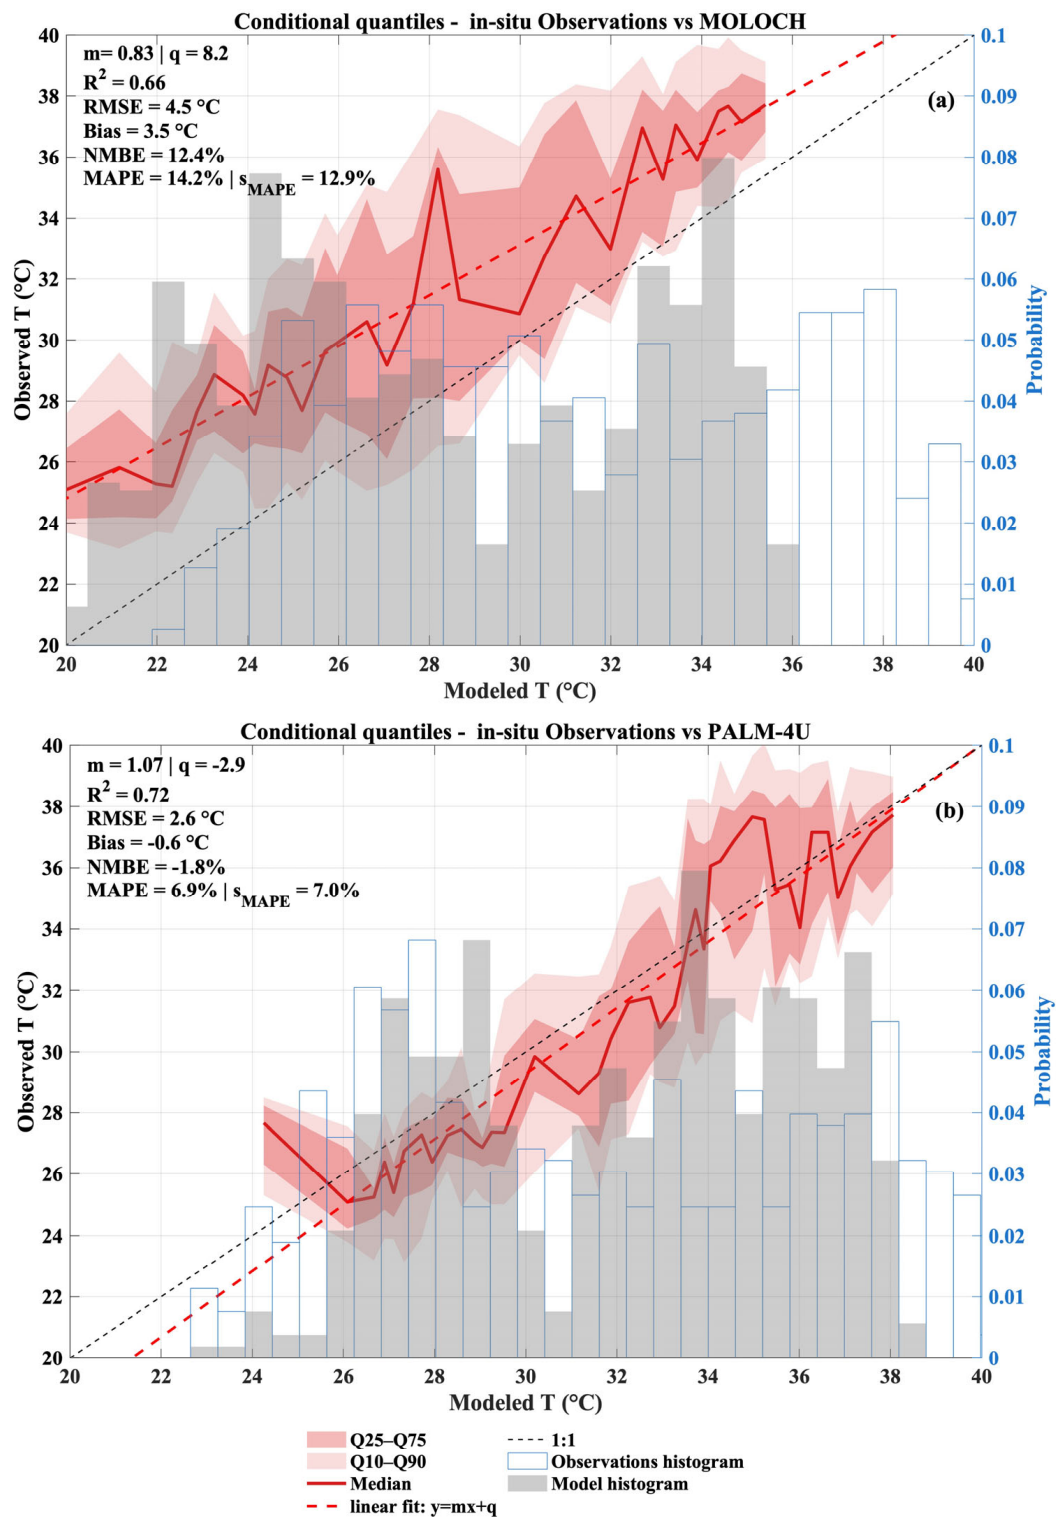 Conditional quantiles - in-situ Observations vs MOLOCH
m= 0.83 | q = 8.2
R2 = 0.66
RMSE = 4.5 °C
Bias = 3.5 °C
NMBE = 12.4%
MAPE = 14.2% | sMAPE = 12.9%
(a)
40
38
36
34
32
30
28
26
24
22
20
Observed T (°C)
0.1
0.09
0.08
0.07
0.06
0.05
0.04
0.03
0.02
0.01
0
Probability
20 22 24 26 28 30 32 34 36 38 40
Modeled T (°C)
Conditional quantiles - in-situ Observations vs PALM-4U
m = 1.07 | q = -2.9
R2 = 0.72
RMSE = 2.6 °C
Bias = -0.6 °C
NMBE = -1.8%
MAPE = 6.9% | sMAPE = 7.0%
(b)
40
38
36
34
32
30
28
26
24
22
20
Observed T (°C)
0.1
0.09
0.08
0.07
0.06
0.05
0.04
0.03
0.02
0.01
0
Probability
20 22 24 26 28 30 32 34 36 38 40
Modeled T (°C)
Q25–Q75
Q10–Q90
Median
linear fit: y=mx+q
1:1
Observations histogram
Model histogram